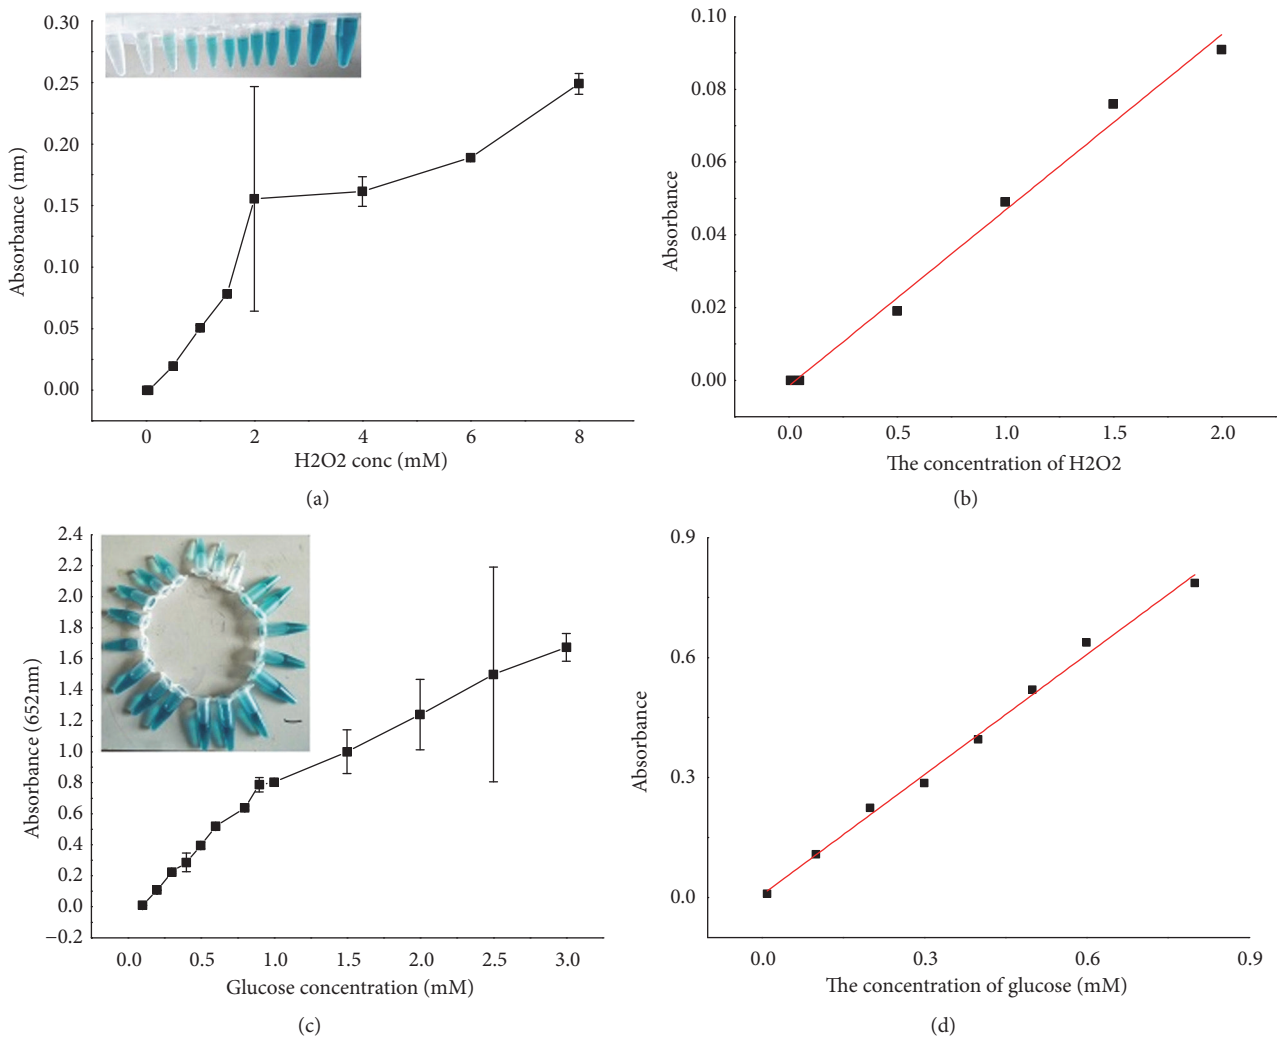 0.30
0.25
0.20
0.15
0.10
0.05
0.00
Absorbance (nm)
0 2 4 6 8
H2O2 conc (mM)
(a)
0.10
0.08
0.06
0.04
0.02
0.00
Absorbance
0.0 0.5 1.0 1.5 2.0
The concentration of H2O2
(b)
2.4
2.2
2.0
1.8
1.6
1.4
1.2
1.0
0.8
0.6
0.4
0.2
0.0
−0.2
Absorbance (652nm)
0.0 0.5 1.0 1.5 2.0 2.5 3.0
Glucose concentration (mM)
(c)
0.9
0.6
0.3
0.0
Absorbance
0.0 0.3 0.6 0.9
The concentration of glucose (mM)
(d)